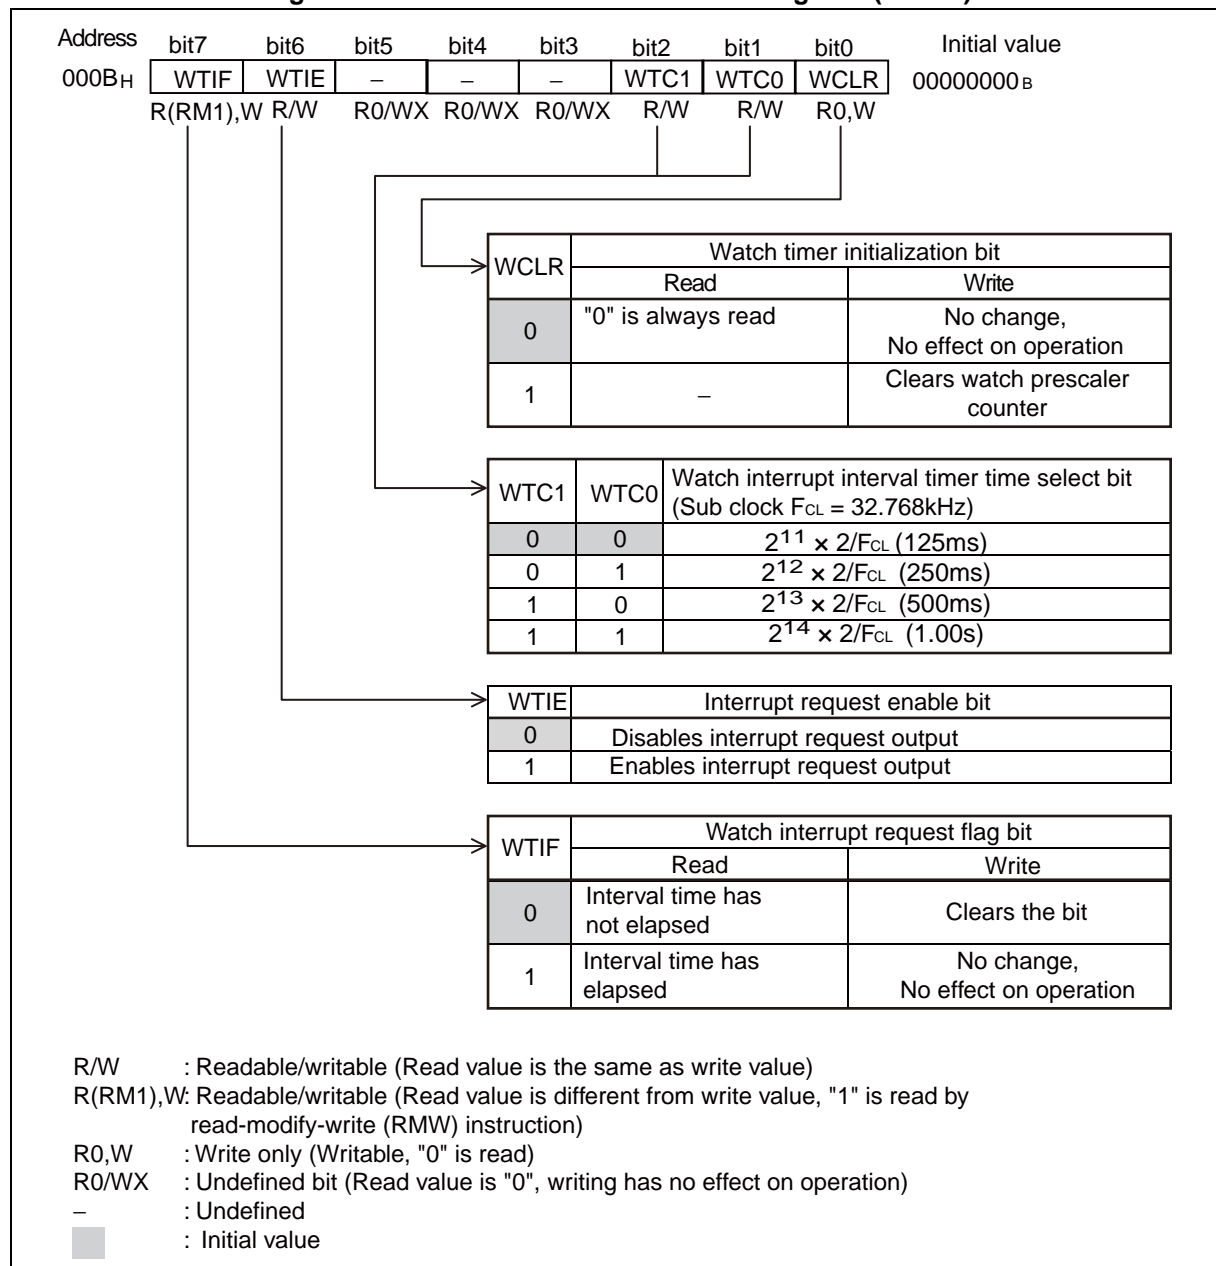 Address bit7 bit6 bit5 bit4 bit3 bit2 bit1 bit0 Initial value
000BH WTIF WTIE – – – WTC1 WTC0 WCLR 00000000 B
R(RM1),W R/W R0/WX R0/WX R0/WX R/W R/W R0,W
WCLR Watch timer initialization bit
Read Write
0 "0" is always read No change,
No effect on operation
1 – Clears watch prescaler
counter
WTC1 WTC0 Watch interrupt interval timer time select bit
(Sub clock FCL = 32.768kHz)
0 0 2^11 × 2/FCL (125ms)
0 1 2^12 × 2/FCL (250ms)
1 0 2^13 × 2/FCL (500ms)
1 1 2^14 × 2/FCL (1.00s)
WTIE Interrupt request enable bit
0 Disables interrupt request output
1 Enables interrupt request output
WTIF Watch interrupt request flag bit
Read Write
0 Interval time has
not elapsed Clears the bit
1 Interval time has
elapsed No change,
No effect on operation
R/W : Readable/writable (Read value is the same as write value)
R(RM1),W: Readable/writable (Read value is different from write value, "1" is read by
read-modify-write (RMW) instruction)
R0,W : Write only (Writable, "0" is read)
R0/WX : Undefined bit (Read value is "0", writing has no effect on operation)
– : Undefined
: Initial value